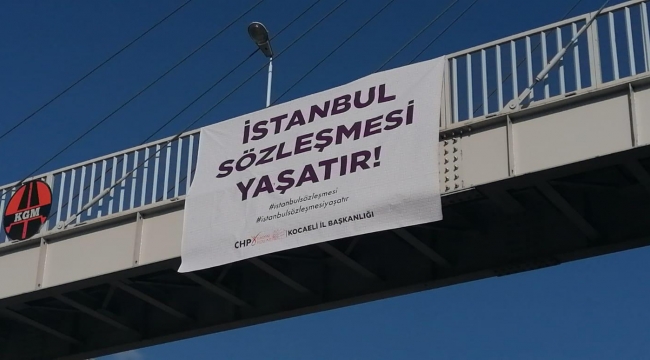 İSTANBUL
SÖZLEŞMESİ
YAŞATIR!
#istanbulsözleşmesi
#istanbulsözleşmesiyaşatır
CHP KOCAELİ İL BAŞKANLIĞI
KGM